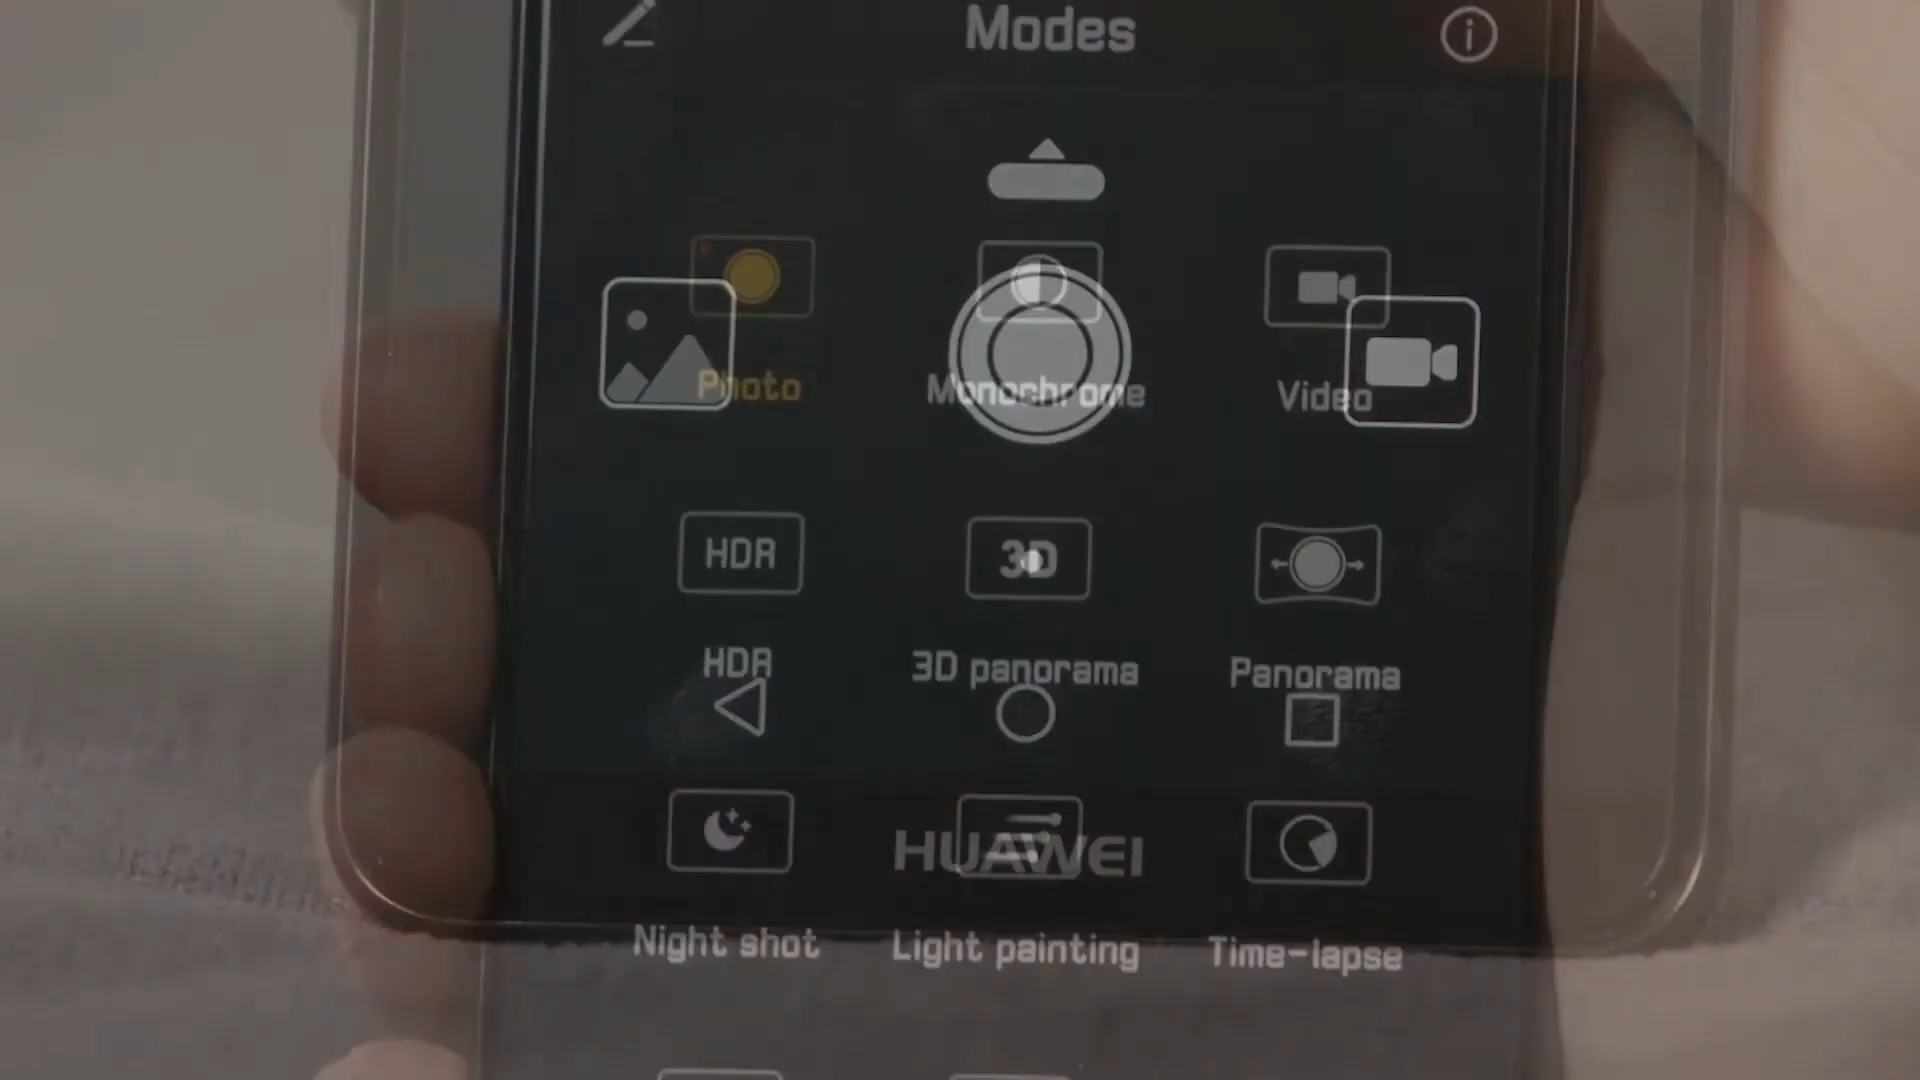 Modes
Photo Monochrome Video
HDR 3D
HDR 3D panorama Panorama
HUAWEI
Night shot Light painting Time-lapse